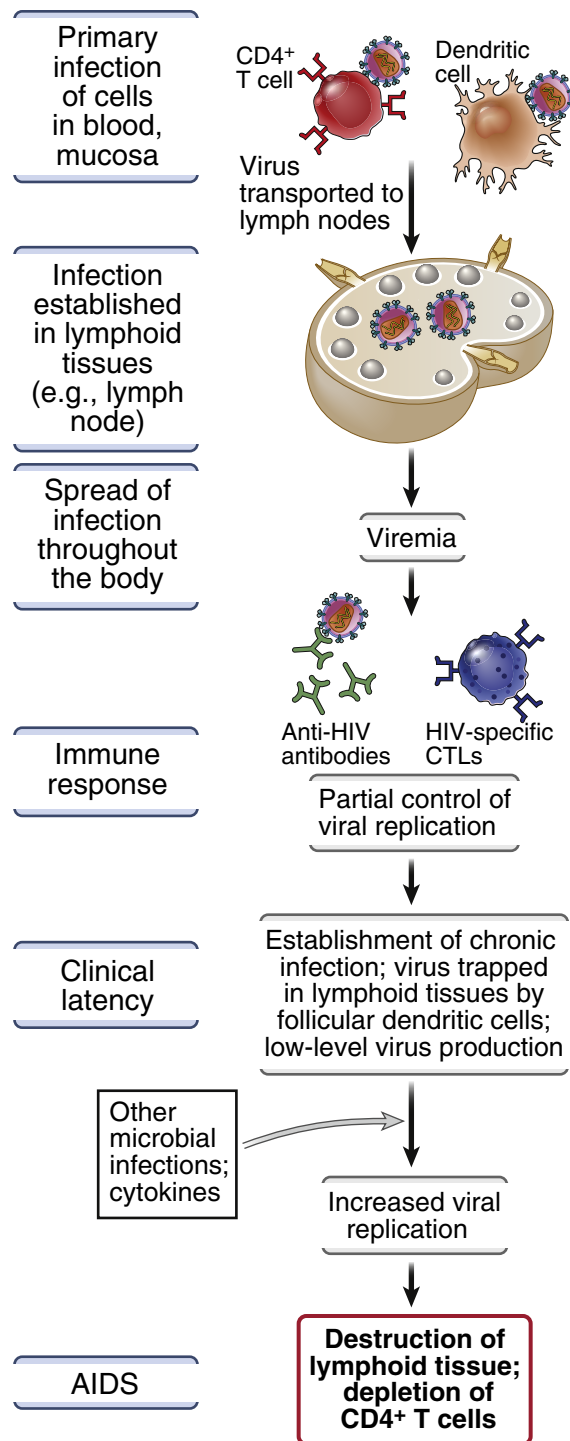 Primary
infection
of cells
in blood,
mucosa
CD4+
T cell
Dendritic
cell
Virus
transported to
lymph nodes
Infection
established
in lymphoid
tissues
(e.g., lymph
node)
Spread of
infection
throughout
the body
Viremia
Anti-HIV
antibodies
HIV-specific
CTLs
Immune
response
Partial control of
viral replication
Clinical
latency
Establishment of chronic
infection; virus trapped
in lymphoid tissues by
follicular dendritic cells;
low-level virus production
Other
microbial
infections;
cytokines
Increased viral
replication
AIDS
Destruction of
lymphoid tissue;
depletion of
CD4+ T cells